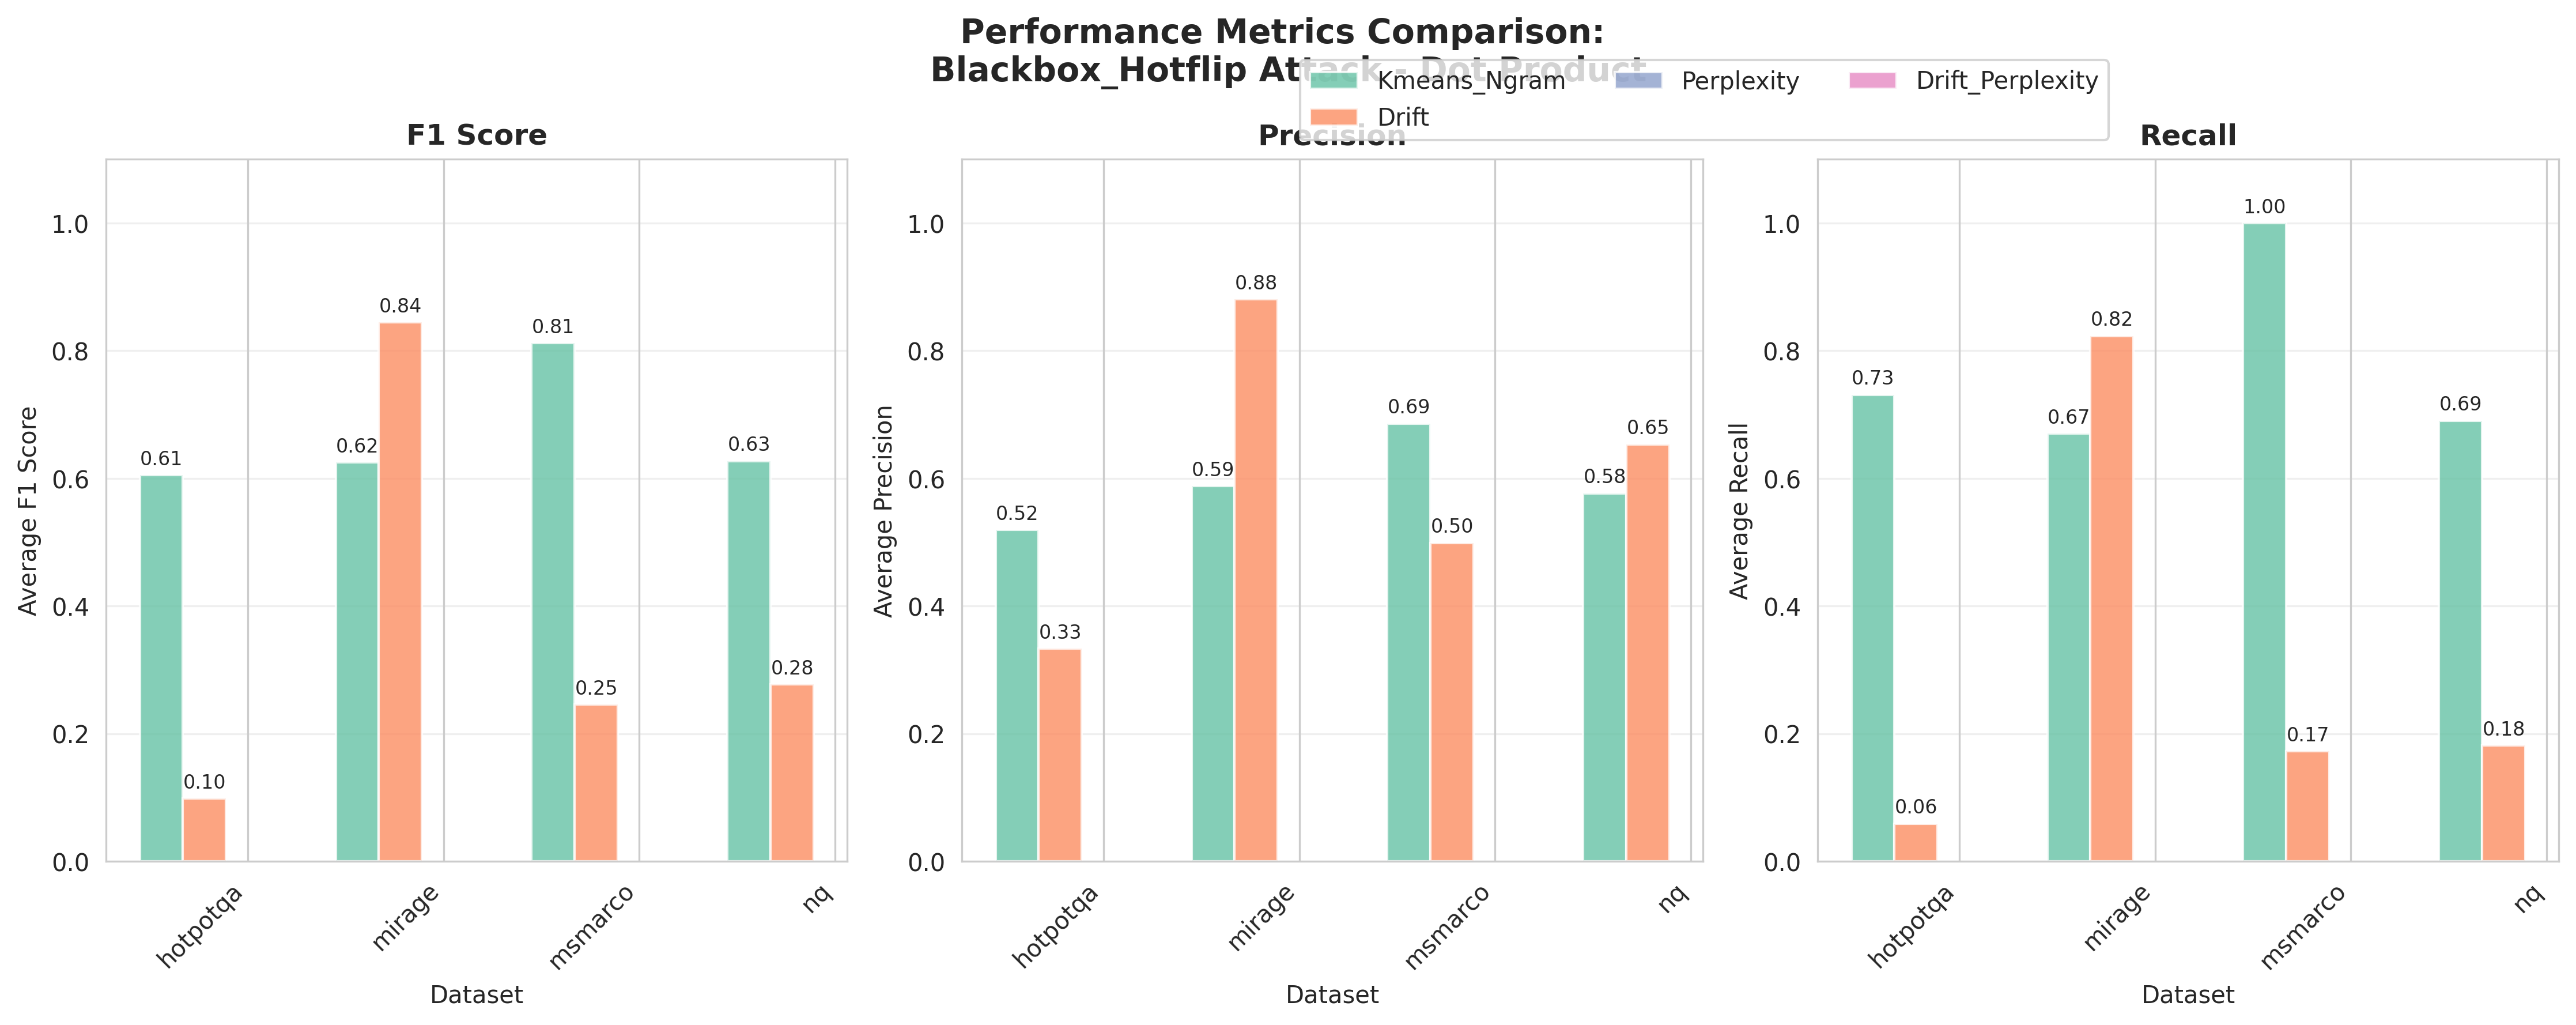 Performance Metrics Comparison:
Blackbox_Hotflip Attack - Dot Product
Kmeans_Ngram
Drift
Perplexity
Drift_Perplexity
F1 Score
Average F1 Score
1.0
0.8
0.6
0.4
0.2
0.0
0.61
0.10
0.62
0.84
0.81
0.25
0.63
0.28
hotpotqa
mirage
msmarco
nq
Dataset
Precision
Average Precision
1.0
0.8
0.6
0.4
0.2
0.0
0.52
0.33
0.59
0.88
0.69
0.50
0.58
0.65
hotpotqa
mirage
msmarco
nq
Dataset
Recall
Average Recall
1.0
0.8
0.6
0.4
0.2
0.0
0.73
0.06
0.67
0.82
1.00
0.17
0.69
0.18
hotpotqa
mirage
msmarco
nq
Dataset